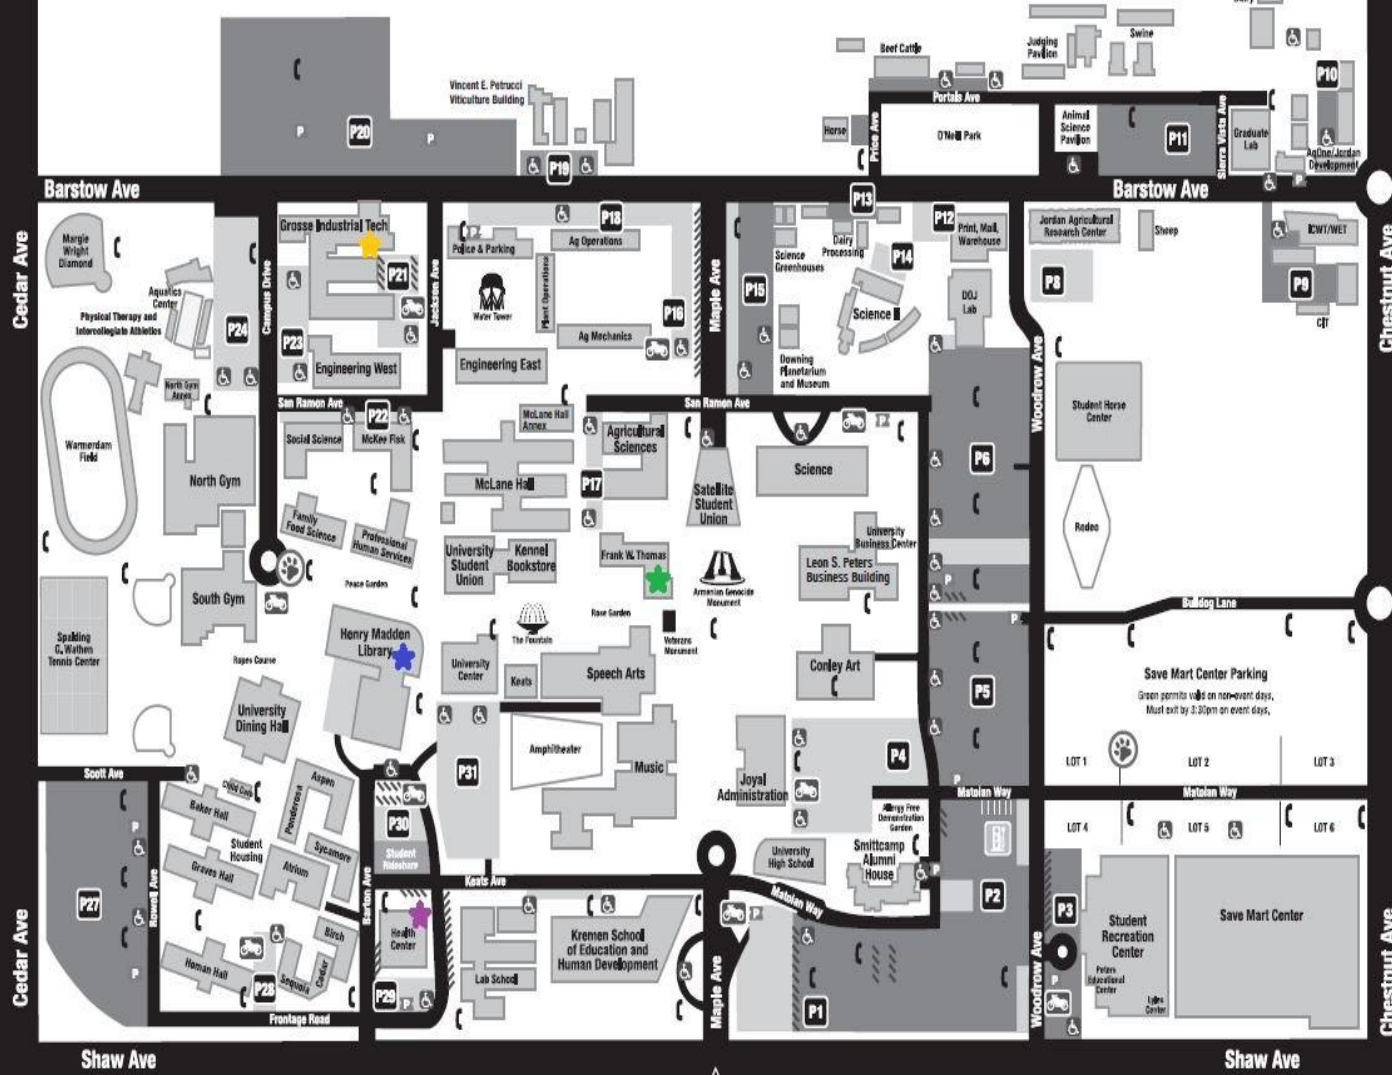 Beef Cattle
Judging
Pavilion
Swine
Vincent E. Petrucci
Viticulture Building
P10
Portals Ave
P
P20
P
P19
Horse
Price Ave
O'Neill Park
Animal
Science
Pavilion
P11
Sierra Vista Ave
Graduate
Lab
AgOne/Jordan
Development
P
Barstow Ave
Barstow Ave
Cedar Ave
Margie
Wright
Diamond
Grosse Industrial Tech
P18
Police & Parking
Ag Operations
P13
P12
Print, Mail,
Warehouse
Jordan Agricultural
Research Center
Sheep
ICWT/WET
Chestnut Ave
Aquatics
Center
Physical Therapy and
Intercollegiate Athletics
P24
Campus Drive
P21
Jackson Ave
Water Tower
Plant Operations
P16
Maple Ave
P15
Science
Greenhouses
Dairy
Processing
P14
Science II
DOJ
Lab
P8
P9
CIT
P23
Engineering West
Engineering East
Ag Mechanics
Downing
Planetarium
and Museum
Woodrow Ave
North Gym
Annex
San Ramon Ave
P22
San Ramon Ave
Student Horse
Center
Warmerdam
Field
North Gym
Social Science
McKee Fisk
McLane Hall
Annex
McLane Hall
Agricultural
Sciences
P17
Satellite
Student
Union
Science
P
P6
Rodeo
Family
Food Science
Professional
Human Services
University
Student
Union
Kennel
Bookstore
Frank W. Thomas
Armenian Genocide
Monument
University
Business Center
Leon S. Peters
Business Building
P
South Gym
Peace Garden
Henry Madden
Library
The Fountain
Rose Garden
Veterans
Monument
Bulldog Lane
P
Spalding
G. Wathen
Tennis Center
Ropes Course
University
Dining Hall
University
Center
Keats
Speech Arts
Conley Art
P5
Save Mart Center Parking
Green permits valid on non-event days,
Must exit by 3:30pm on event days,
P31
Amphitheater
Music
Joyal
Administration
P4
P
LOT 1
LOT 2
LOT 3
Scott Ave
Child Care
Aspen
Ponderosa
Baker Hall
Student
Housing
Sycamore
P30
Student
Rideshare
Matoian Way
Matoian Way
Allergy Free
Demonstration
Garden
LOT 4
LOT 5
LOT 6
Graves Hall
Atrium
University
High School
Smittcamp
Alumni
House
P
Cedar Ave
P27
P
P
Rowell Ave
Barton Ave
Keats Ave
Matoian Way
P2
P3
Student
Recreation
Center
Save Mart Center
Chestnut Ave
Homan Hall
Birch
Cedar
Sequoia
P28
Health
Center
P29
P
Lab School
Kremen School
of Education and
Human Development
Maple Ave
P
P1
Woodrow Ave
P
Peters
Educational
Center
Lyles
Center
Frontage Road
Shaw Ave
Shaw Ave